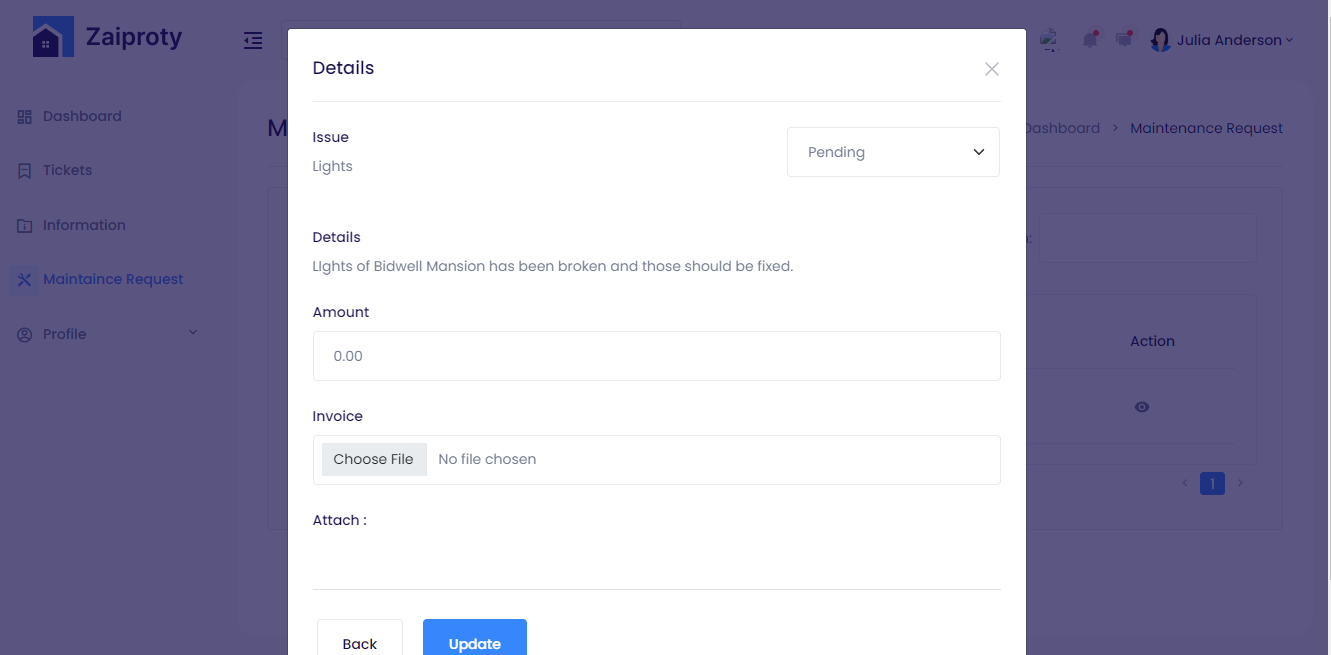 Zaiproty
Julia Anderson
Dashboard
Tickets
Information
Maintaince Request
Profile
M
Dashboard > Maintenance Request
Details
Issue
Lights
Pending
Details
LIghts of Bidwell Mansion has been broken and those should be fixed.
Amount
0.00
Invoice
Choose File No file chosen
Attach :
Back
Update
Action
1